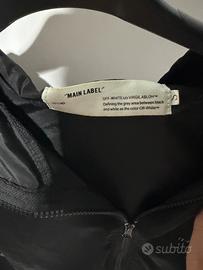 "MAIN LABEL"
OFF-WHITE c/o VIRGIL ABLOH™
Defining the grey area between black
and white as the color Off-White™
S
subito